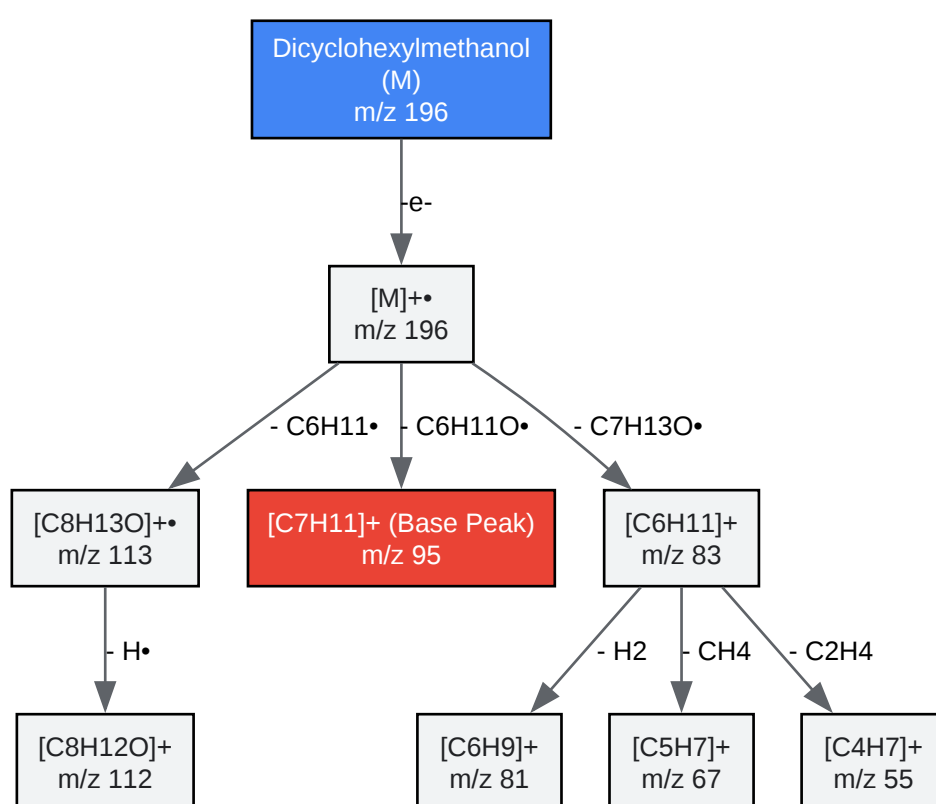 Dicyclohexylmethanol
(M)
m/z 196
-e-
[M]+•
m/z 196
- C6H11•
- C6H11O•
- C7H13O•
[C8H13O]+•
m/z 113
[C7H11]+ (Base Peak)
m/z 95
[C6H11]+
m/z 83
- H•
- H2
- CH4
- C2H4
[C8H12O]+
m/z 112
[C6H9]+
m/z 81
[C5H7]+
m/z 67
[C4H7]+
m/z 55